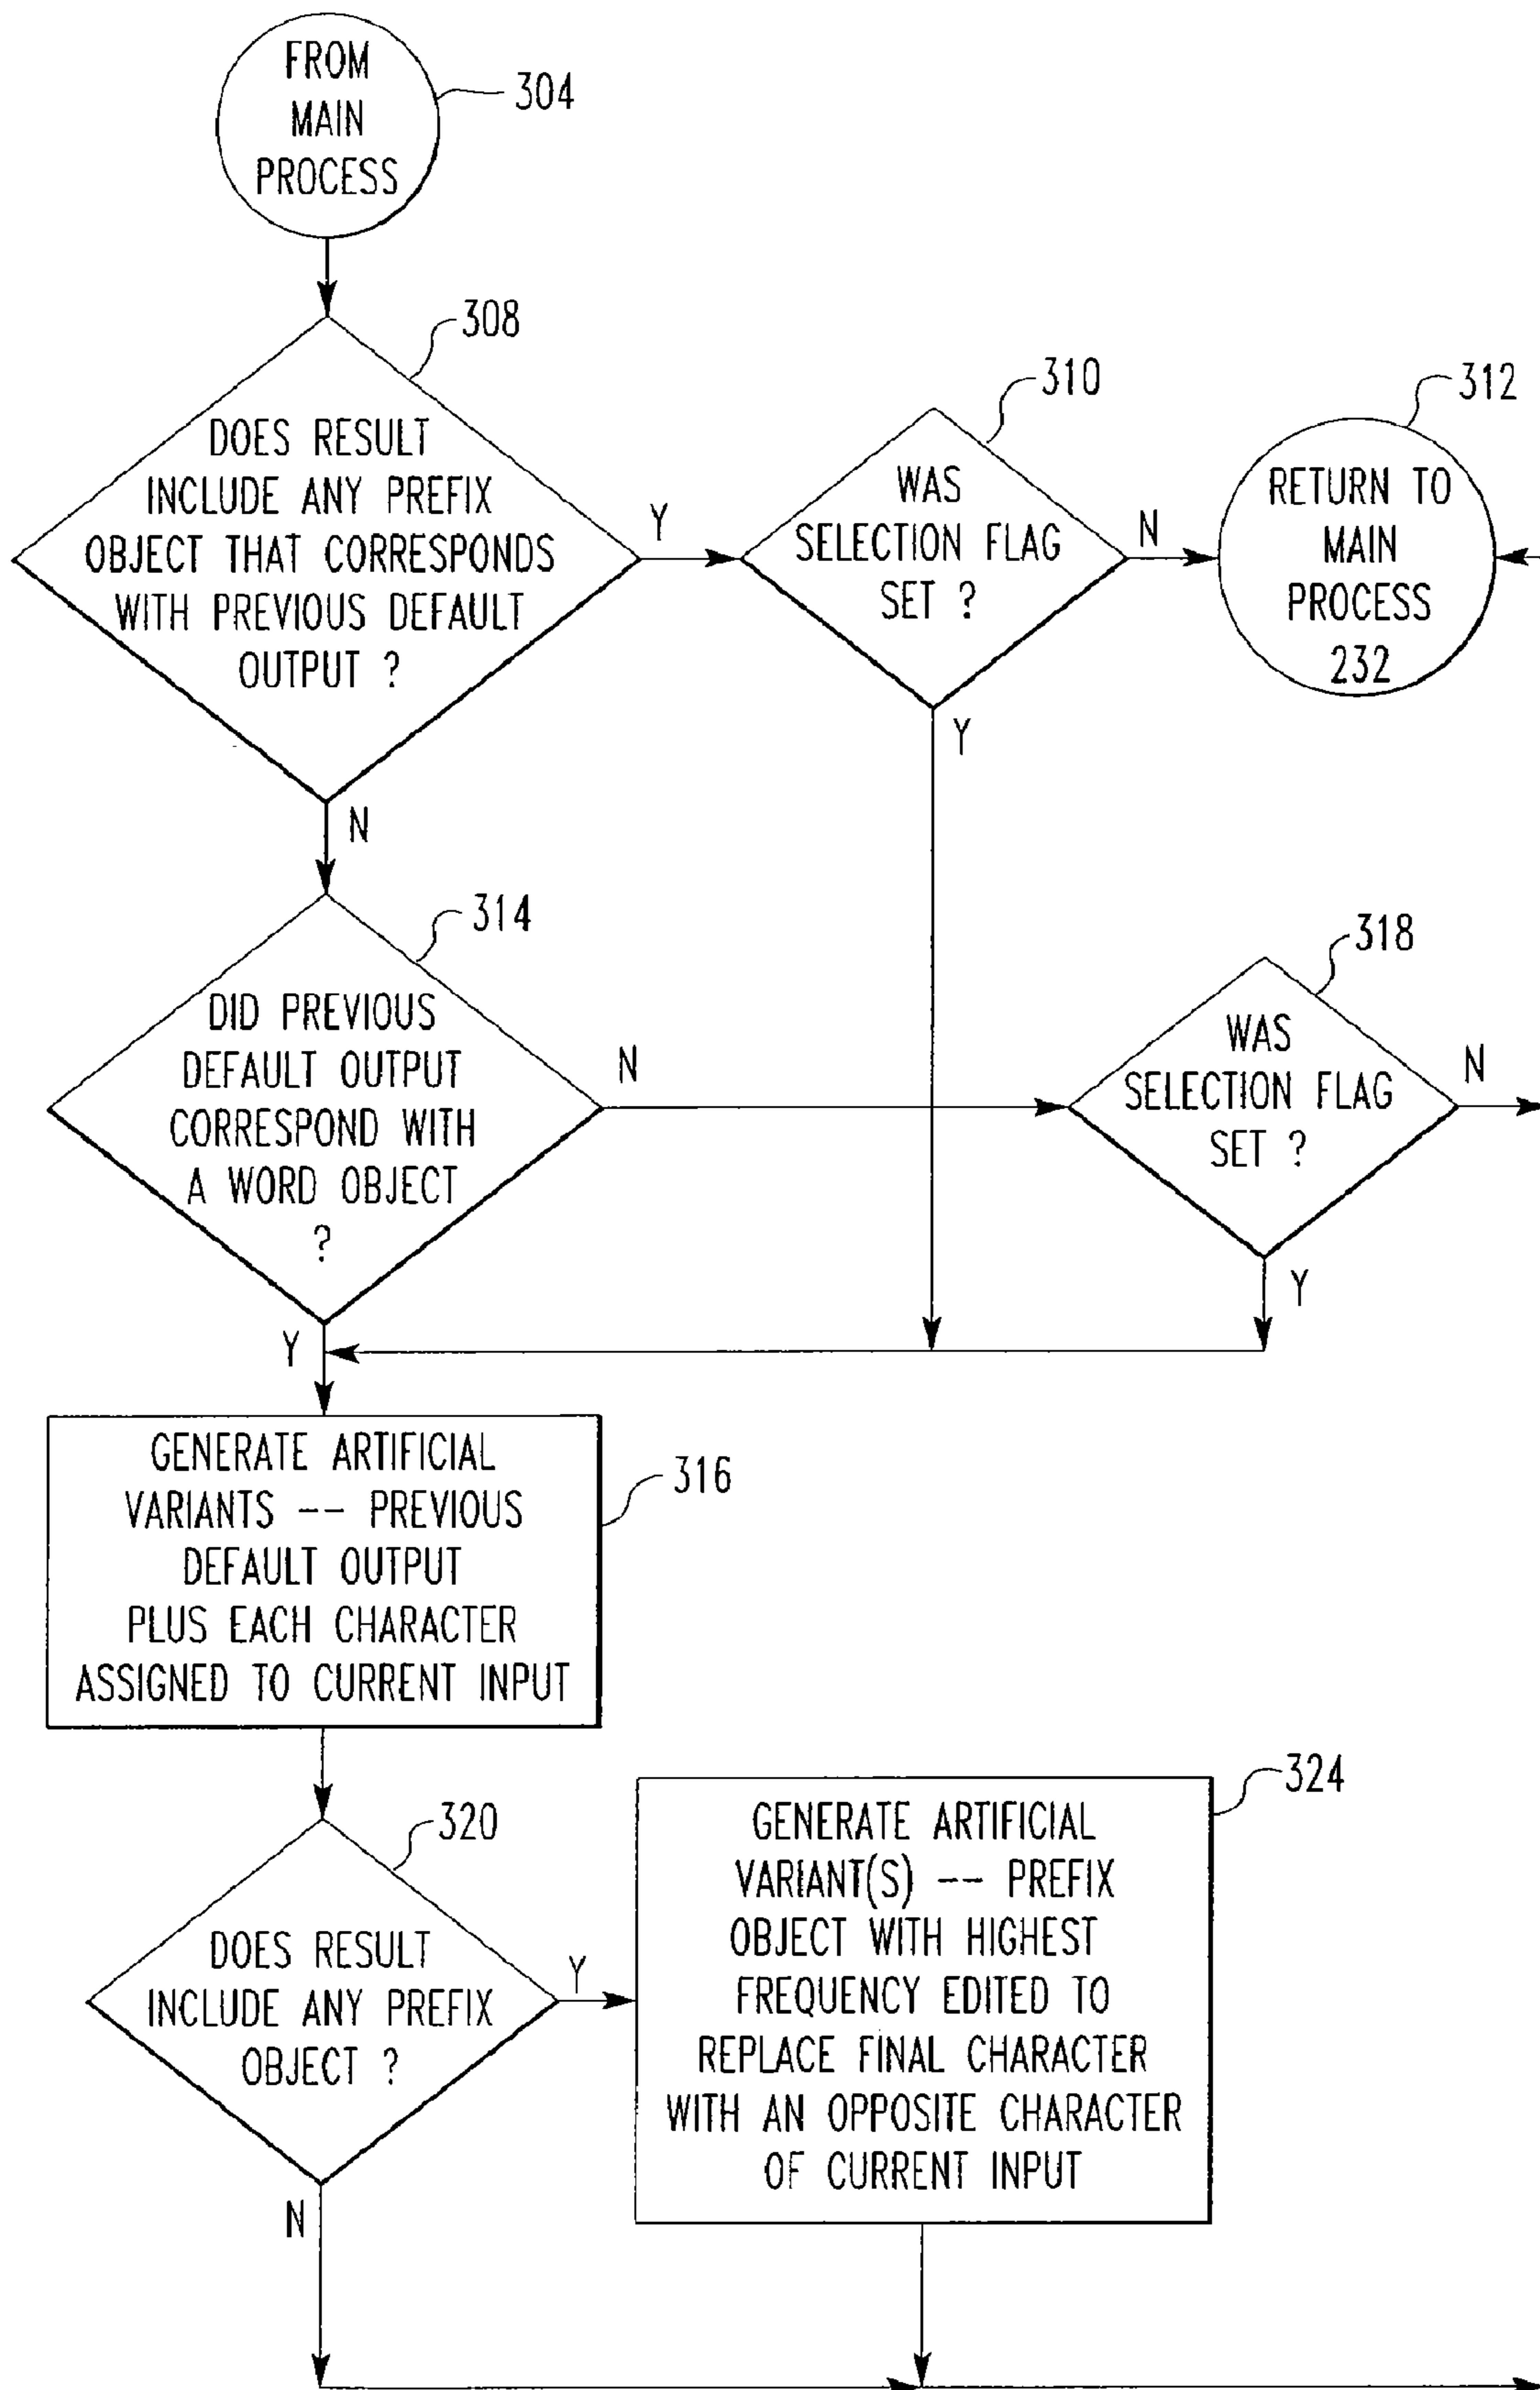 FROM
MAIN
PROCESS
304
308
DOES RESULT
INCLUDE ANY PREFIX
OBJECT THAT CORRESPONDS
WITH PREVIOUS DEFAULT
OUTPUT ?
Y
N
310
WAS
SELECTION FLAG
SET ?
N
Y
312
RETURN TO
MAIN
PROCESS
232
314
DID PREVIOUS
DEFAULT OUTPUT
CORRESPOND WITH
A WORD OBJECT
?
N
Y
318
WAS
SELECTION FLAG
SET ?
N
Y
GENERATE ARTIFICIAL
VARIANTS -- PREVIOUS
DEFAULT OUTPUT
PLUS EACH CHARACTER
ASSIGNED TO CURRENT INPUT
316
320
DOES RESULT
INCLUDE ANY PREFIX
OBJECT ?
Y
N
324
GENERATE ARTIFICIAL
VARIANT(S) -- PREFIX
OBJECT WITH HIGHEST
FREQUENCY EDITED TO
REPLACE FINAL CHARACTER
WITH AN OPPOSITE CHARACTER
OF CURRENT INPUT